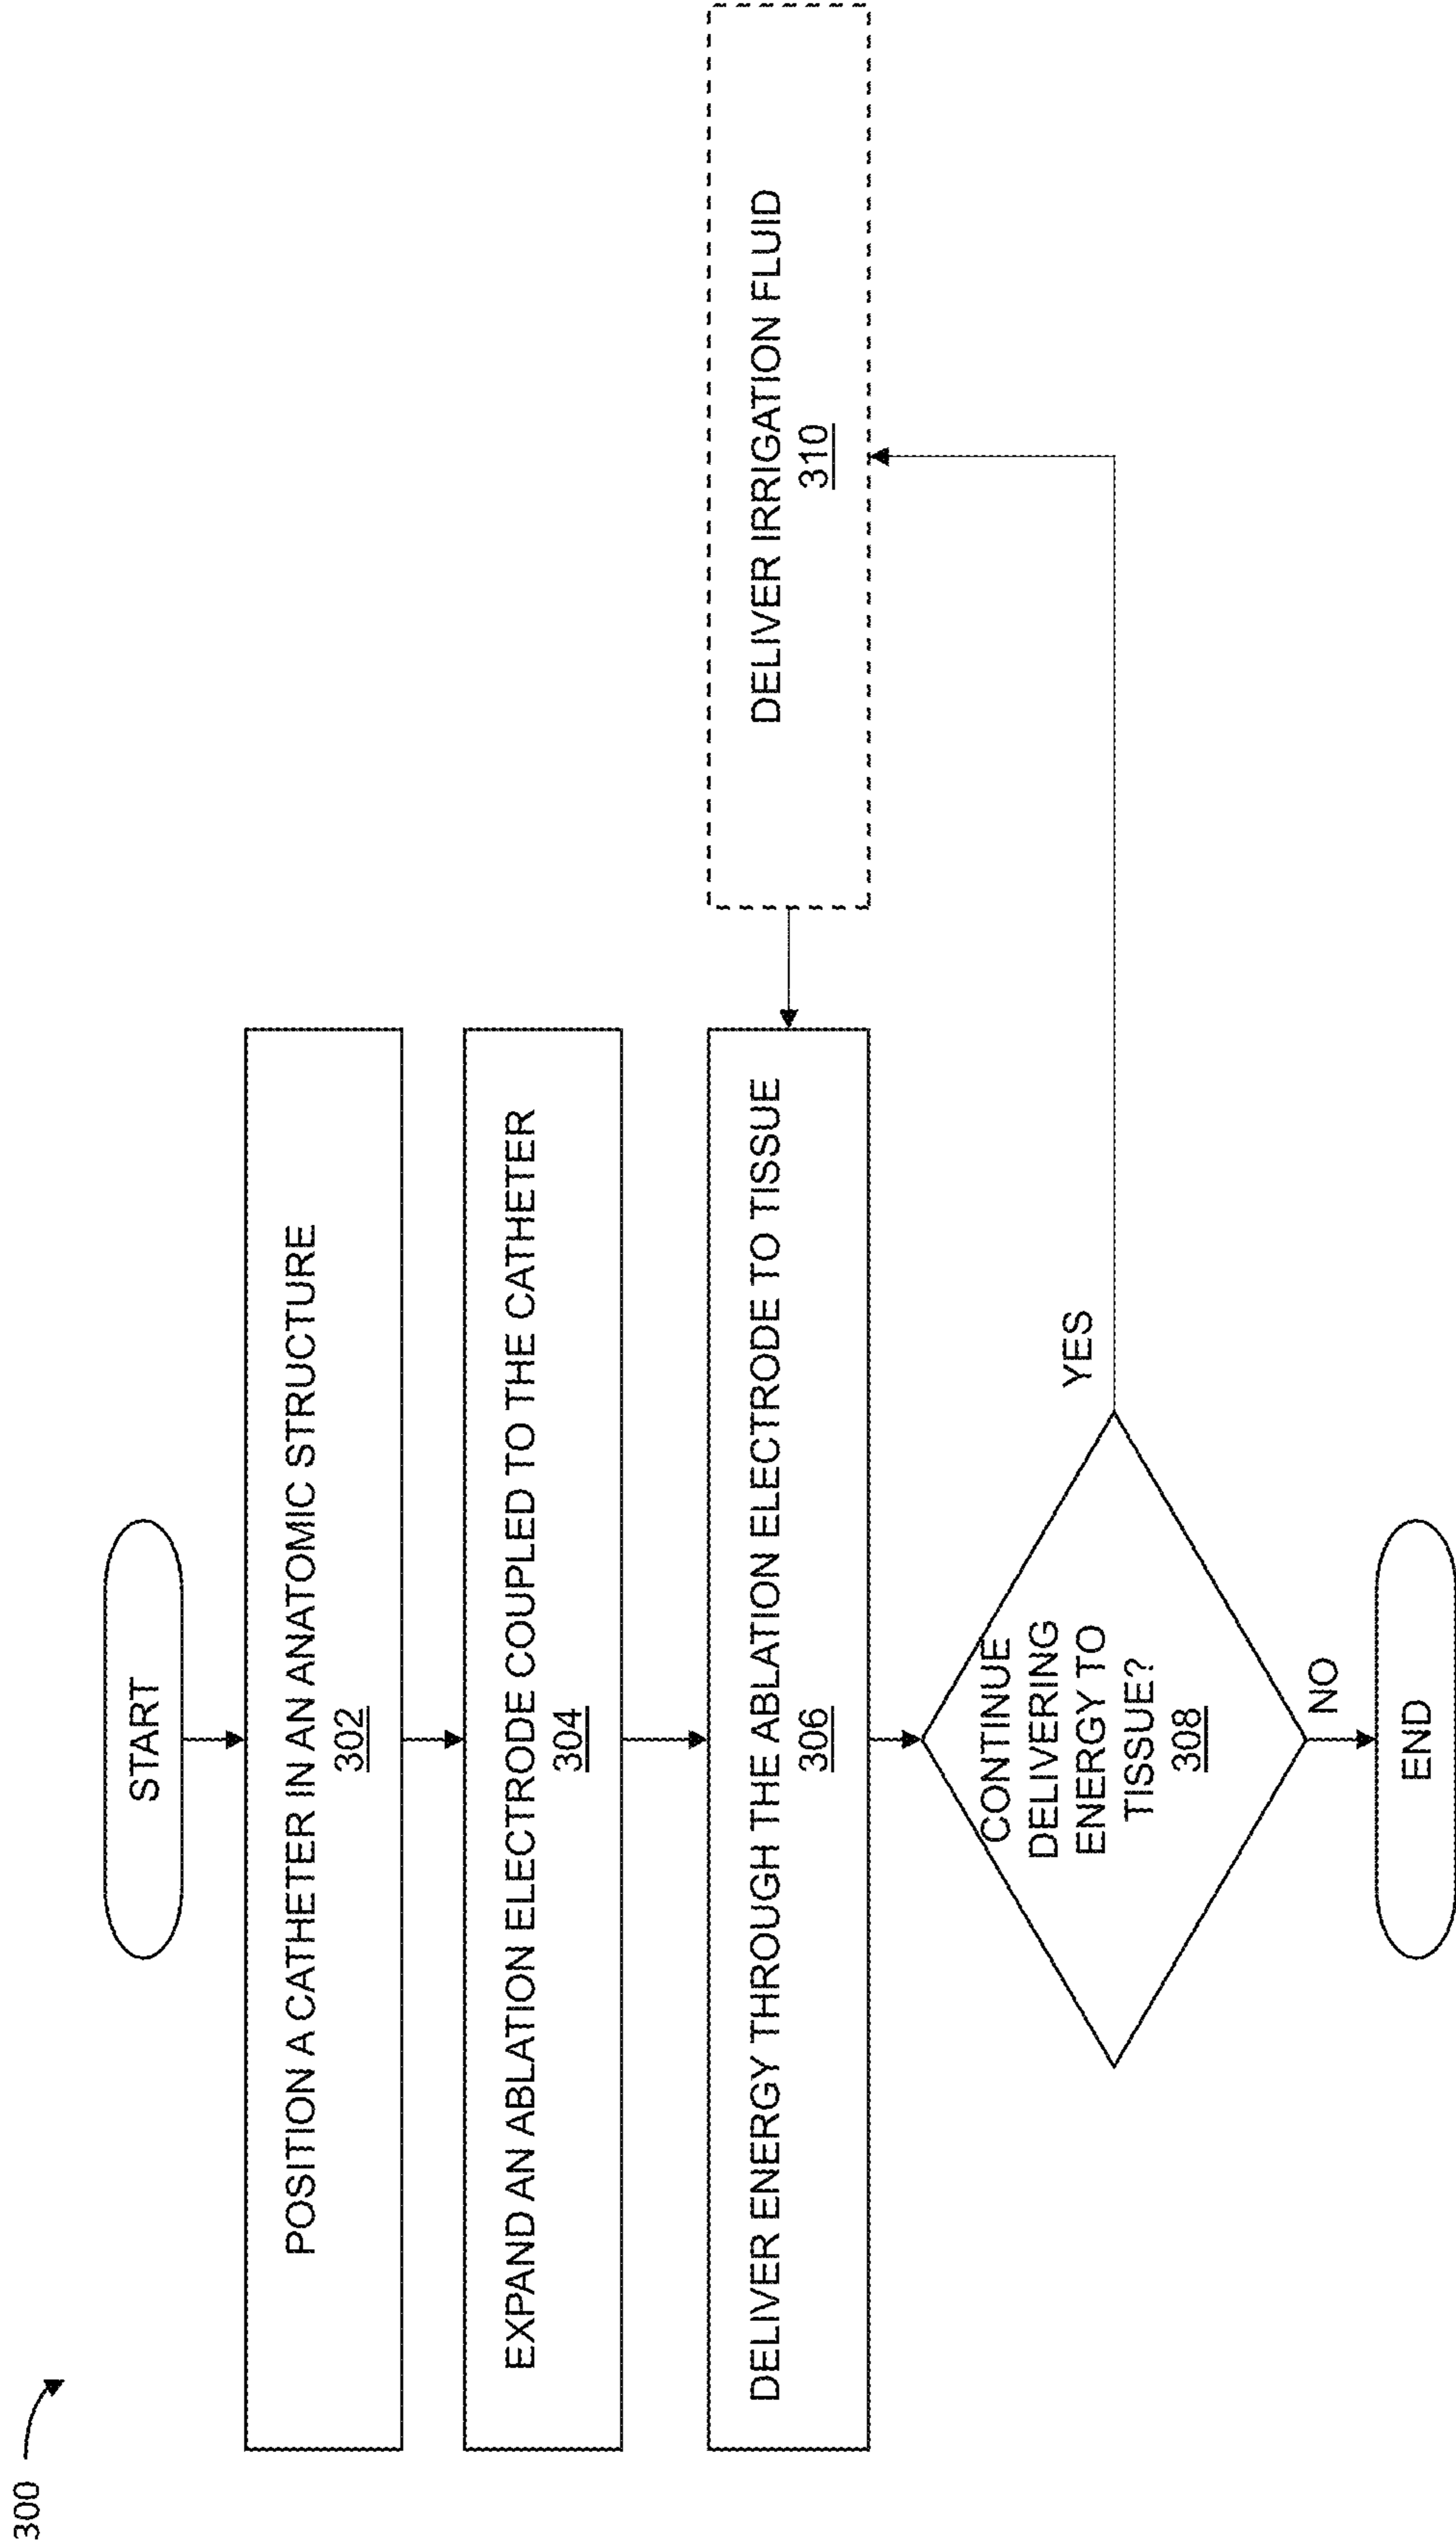 300
START
POSITION A CATHETER IN AN ANATOMIC STRUCTURE
302
EXPAND AN ABLATION ELECTRODE COUPLED TO THE CATHETER
304
DELIVER ENERGY THROUGH THE ABLATION ELECTRODE TO TISSUE
306
DELIVER IRRIGATION FLUID
310
CONTINUE
DELIVERING
ENERGY TO
TISSUE?
308
YES
NO
END